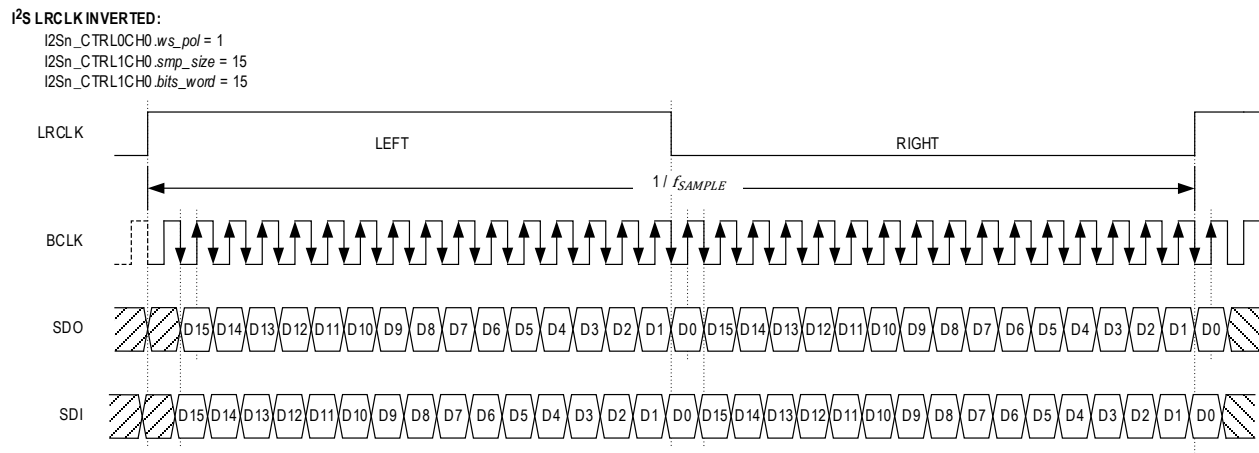 I²S LRCLK INVERTED:
I2Sn_CTRL0CH0.ws_pol = 1
I2Sn_CTRL1CH0.smp_size = 15
I2Sn_CTRL1CH0.bits_word = 15
LRCLK LEFT RIGHT
1 / fSAMPLE
BCLK
SDO D15 D14 D13 D12 D11 D10 D9 D8 D7 D6 D5 D4 D3 D2 D1 D0 D15 D14 D13 D12 D11 D10 D9 D8 D7 D6 D5 D4 D3 D2 D1 D0
SDI D15 D14 D13 D12 D11 D10 D9 D8 D7 D6 D5 D4 D3 D2 D1 D0 D15 D14 D13 D12 D11 D10 D9 D8 D7 D6 D5 D4 D3 D2 D1 D0